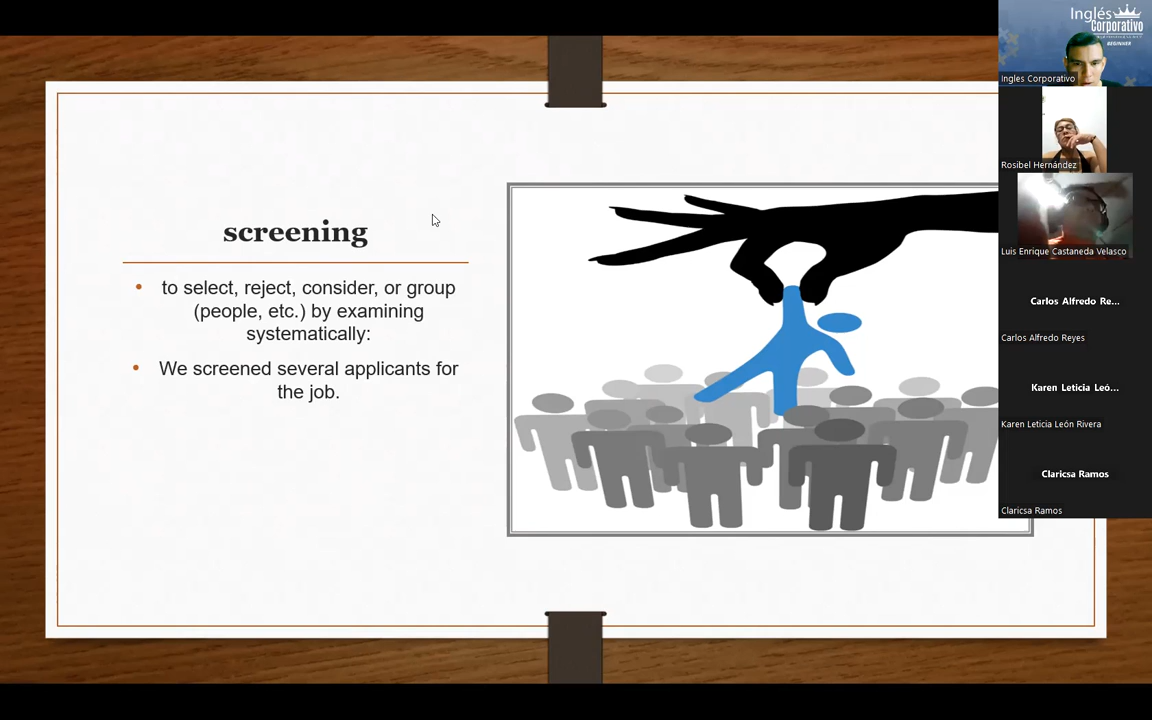 screening
• to select, reject, consider, or group
(people, etc.) by examining
systematically:
• We screened several applicants for
the job.
Inglés
Corporativo
BEGINNER
Ingles Corporativo
Rosibel Hernández
Luis Enrique Castaneda Velasco
Carlos Alfredo Re...
Carlos Alfredo Reyes
Karen Leticia Leó...
Karen Leticia León Rivera
Claricsa Ramos
Claricsa Ramos